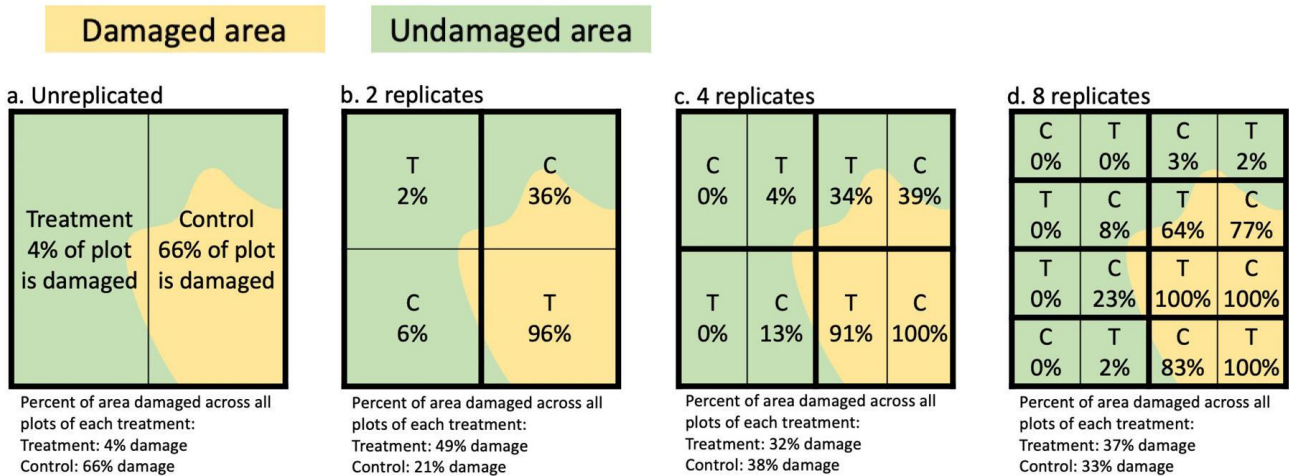 Damaged area
Undamaged area
a. Unreplicated
Treatment
4% of plot
is damaged
Control
66% of plot
is damaged
Percent of area damaged across all
plots of each treatment:
Treatment: 4% damage
Control: 66% damage
b. 2 replicates
T
2%
C
36%
C
6%
T
96%
Percent of area damaged across all
plots of each treatment:
Treatment: 49% damage
Control: 21% damage
c. 4 replicates
C
0%
T
4%
T
34%
C
39%
T
0%
C
13%
T
91%
C
100%
Percent of area damaged across all
plots of each treatment:
Treatment: 32% damage
Control: 38% damage
d. 8 replicates
C
0%
T
0%
C
3%
T
2%
T
0%
C
8%
T
64%
C
77%
T
0%
C
23%
T
100%
C
100%
C
0%
T
2%
C
83%
T
100%
Percent of area damaged across all
plots of each treatment:
Treatment: 37% damage
Control: 33% damage